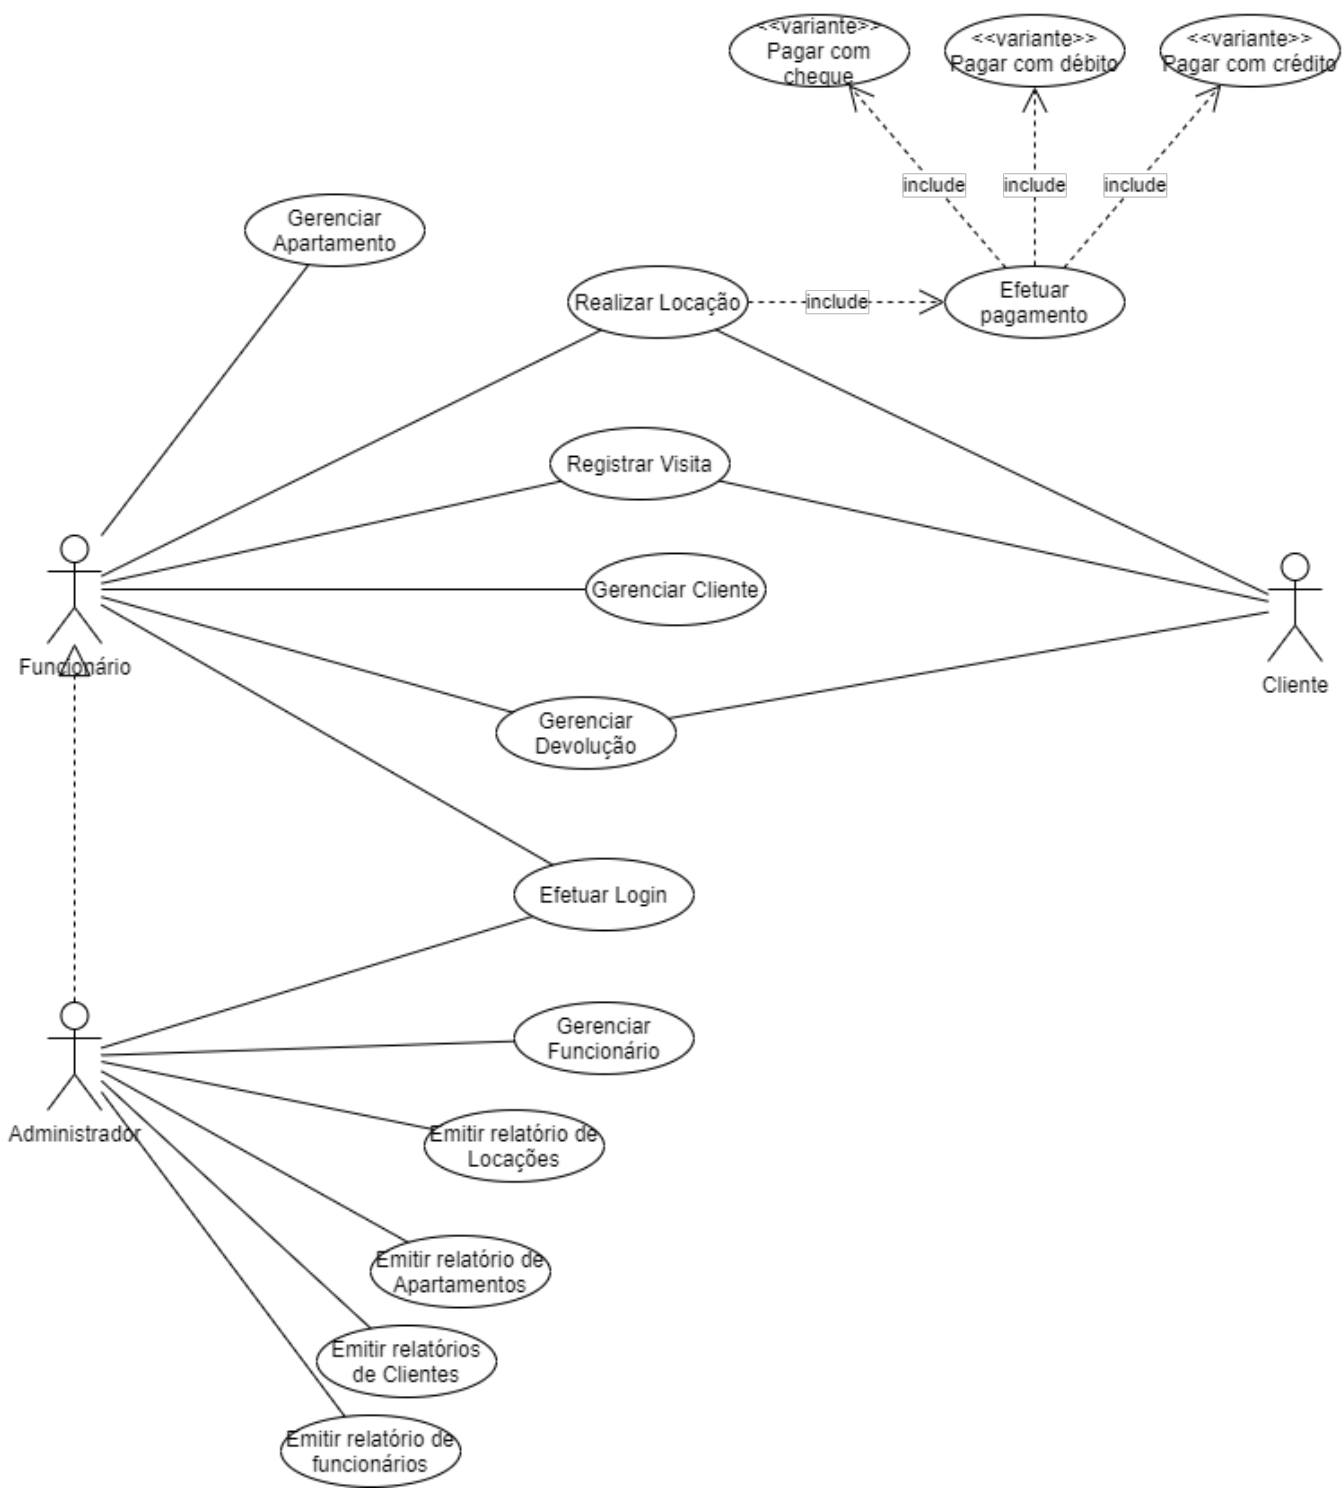 <<variante>>
Pagar com
cheque
<<variante>>
Pagar com débito
<<variante>>
Pagar com crédito
include
include
include
Gerenciar
Apartamento
Realizar Locação
include
Efetuar
pagamento
Registrar Visita
Gerenciar Cliente
Funcionário
Cliente
Gerenciar
Devolução
Efetuar Login
Gerenciar
Funcionário
Administrador
Emitir relatório de
Locações
Emitir relatório de
Apartamentos
Emitir relatórios
de Clientes
Emitir relatório de
funcionários